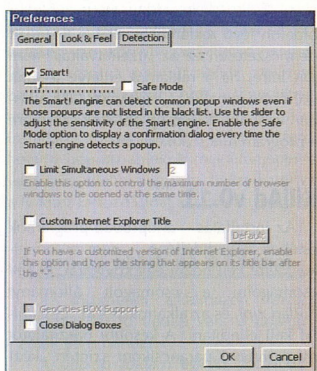 Preferences
General Look & Feel Detection
Smart!
Safe Mode
The Smart! engine can detect common popup windows even if
those popups are not listed in the black list. Use the slider to
adjust the sensitivity of the Smart! engine. Enable the Safe
Mode option to display a confirmation dialog every time the
Smart! engine detects a popup.
Limit Simultaneous Windows 2
Enable this option to control the maximum number of browser
windows to be opened at the same time.
Custom Internet Explorer Title
Default
If you have a customized version of Internet Explorer, enable
this option and type the string that appears on its title bar after
the "-".
GeoCities BOX Support
Close Dialog Boxes
OK Cancel